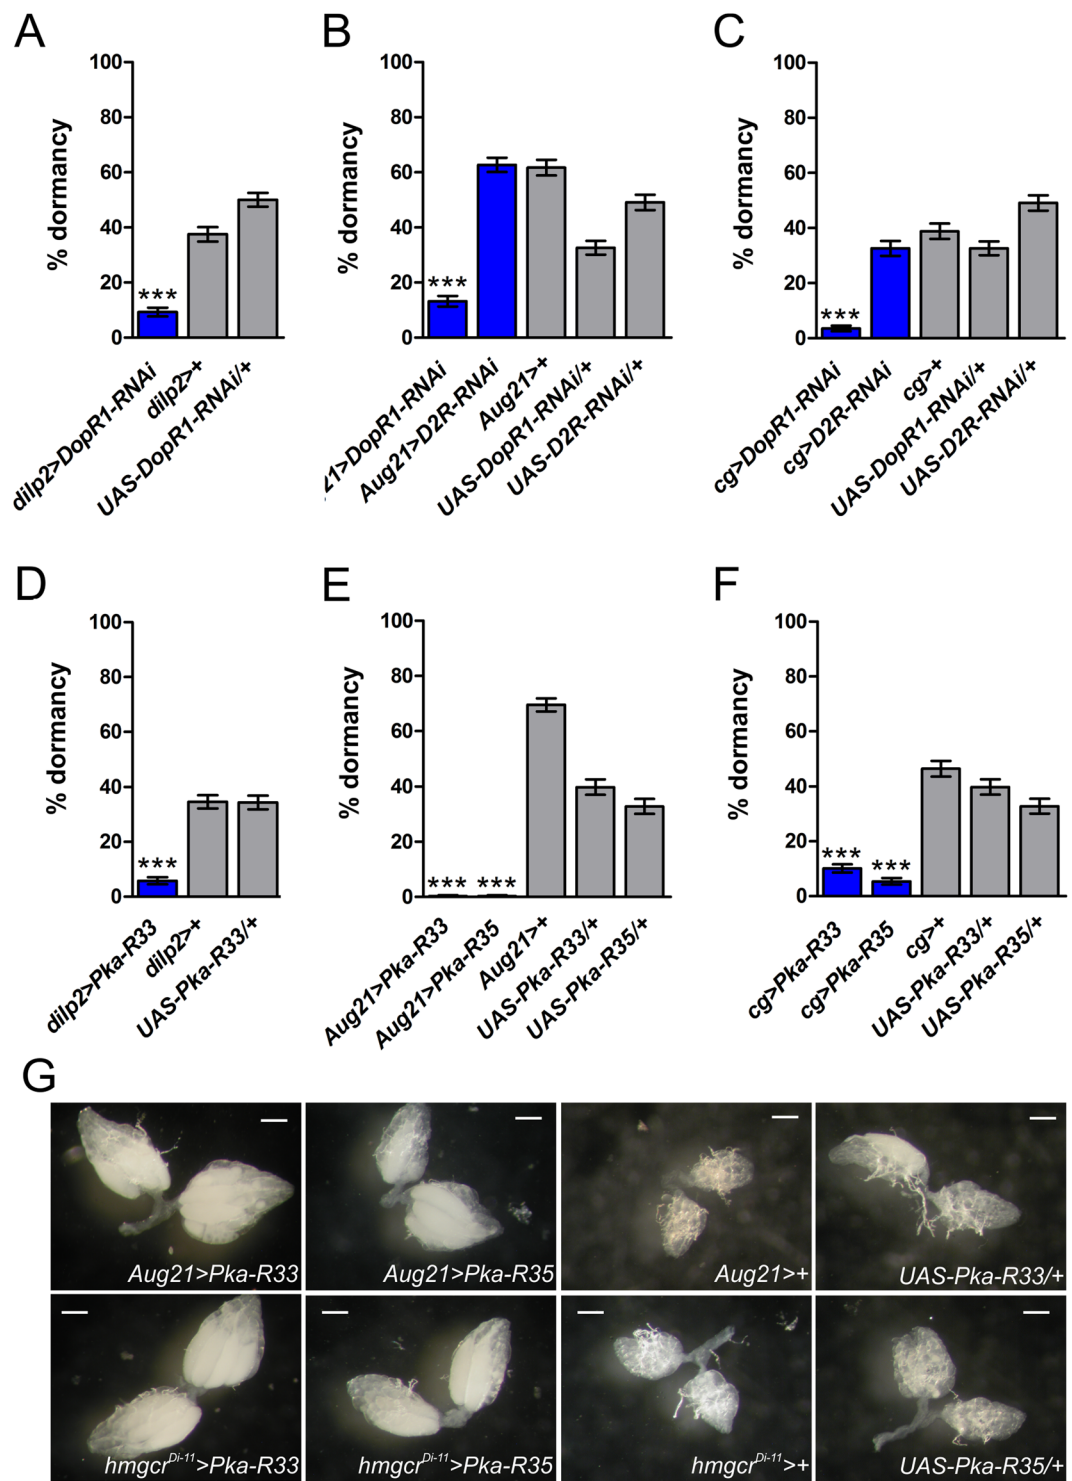 A
B
C
% dormancy
100
80
60
40
20
0
***
dilp2>DopR1-RNAi
dilp2>+
UAS-DopR1-RNAi/+
% dormancy
100
80
60
40
20
0
***
21>DopR1-RNAi
Aug21>D2R-RNAi
Aug21>+
UAS-DopR1-RNAi/+
UAS-D2R-RNAi/+
% dormancy
100
80
60
40
20
0
***
cg>DopR1-RNAi
cg>D2R-RNAi
cg>+
UAS-DopR1-RNAi/+
UAS-D2R-RNAi/+
D
E
F
% dormancy
100
80
60
40
20
0
***
dilp2>Pka-R33
dilp2>+
UAS-Pka-R33/+
% dormancy
100
80
60
40
20
0
*** ***
Aug21>Pka-R33
Aug21>Pka-R35
Aug21>+
UAS-Pka-R33/+
UAS-Pka-R35/+
% dormancy
100
80
60
40
20
0
*** ***
cg>Pka-R33
cg>Pka-R35
cg>+
UAS-Pka-R33/+
UAS-Pka-R35/+
G
Aug21>Pka-R33
Aug21>Pka-R35
Aug21>+
UAS-Pka-R33/+
hmgcr^Di-11>Pka-R33
hmgcr^Di-11>Pka-R35
hmgcr^Di-11>+
UAS-Pka-R35/+